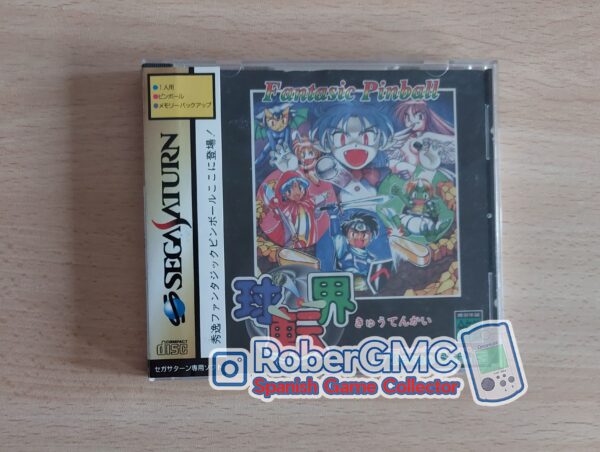 1人用
ピンボール
メモリーバックアップ
SEGASATURN
COMPACT
DISC
セガサターン専用ソ
秀逸ファンタジックピンボールここに登場!
Fantasic Pinball
球転界
きゅうてんかい
RoberGMC
Spanish Game Collector